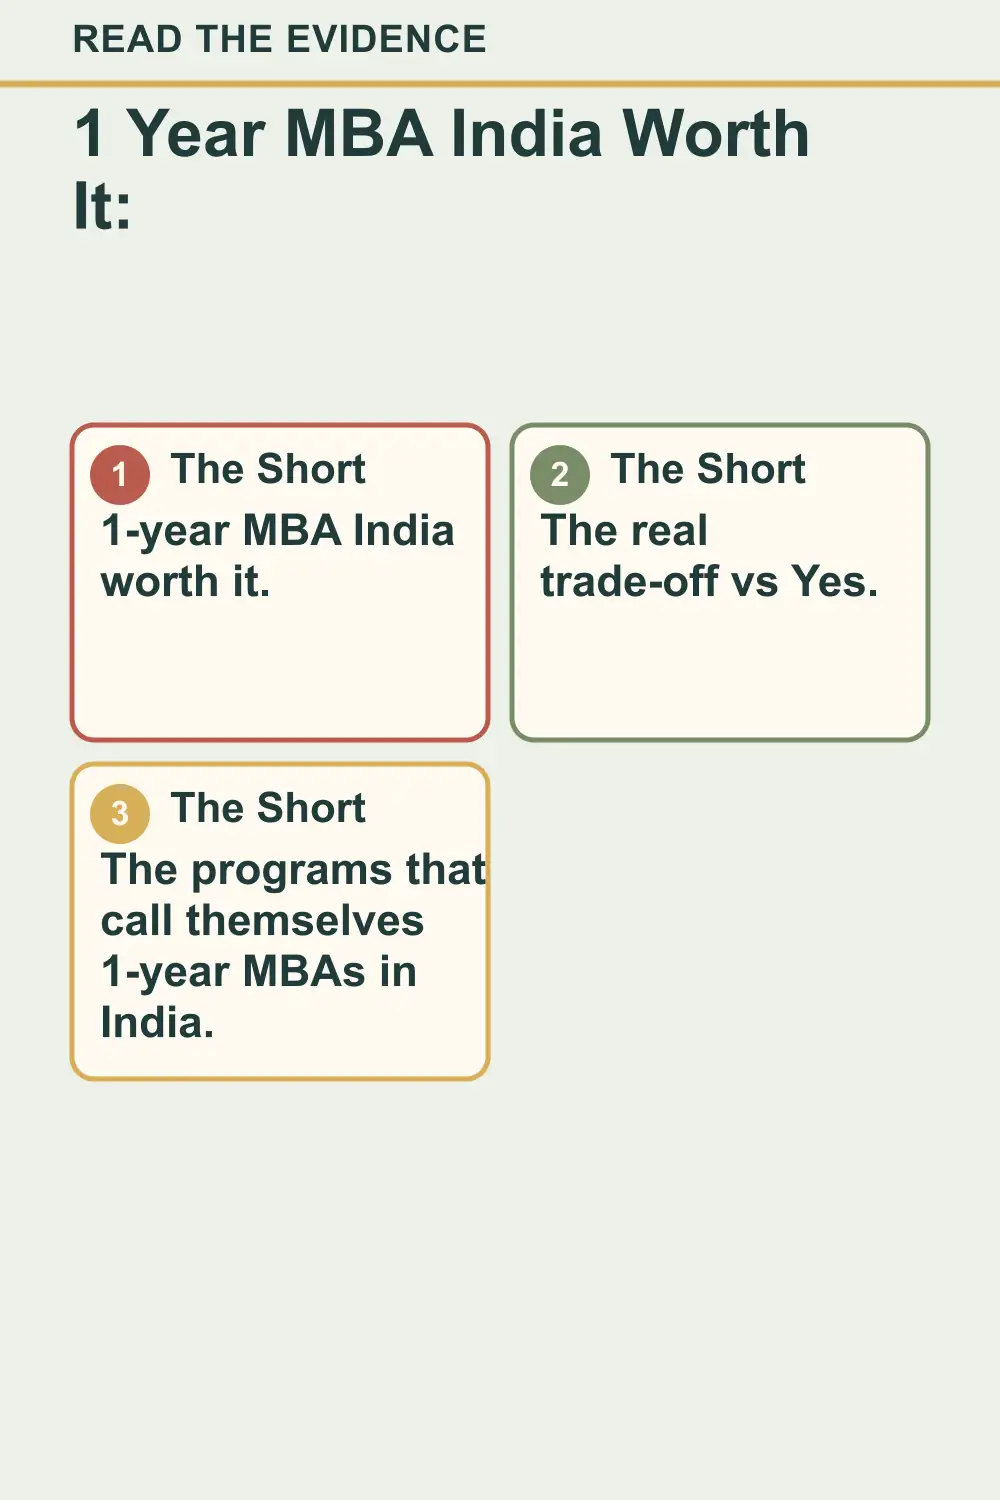 READ THE EVIDENCE
1 Year MBA India Worth
It:
1 The Short
1-year MBA India
worth it.
2 The Short
The real
trade-off vs Yes.
3 The Short
The programs that
call themselves
1-year MBAs in
India.